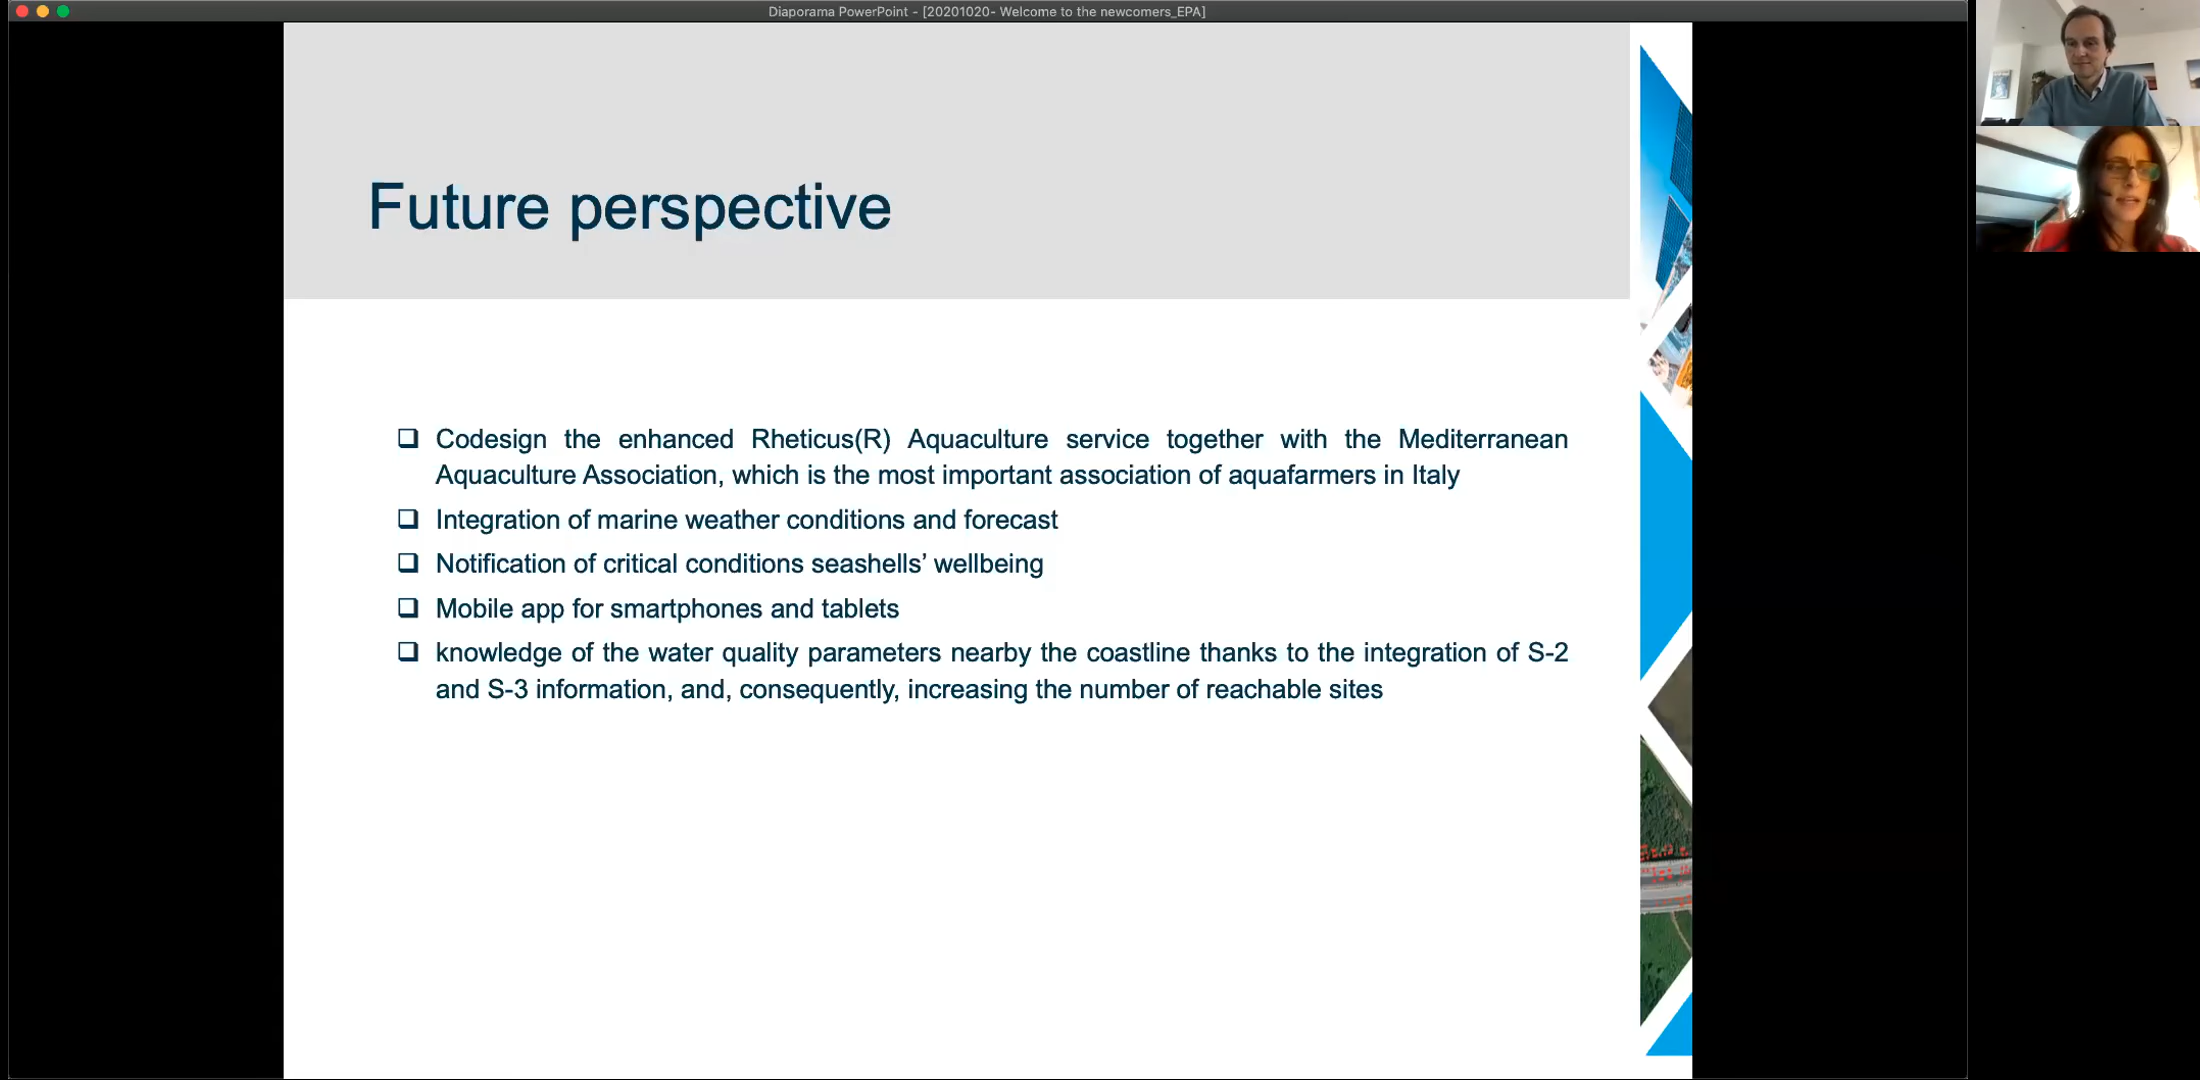 Diaporama PowerPoint - [20201020- Welcome to the newcomers_EPA]
Future perspective
Codesign the enhanced Rheticus(R) Aquaculture service together with the Mediterranean
Aquaculture Association, which is the most important association of aquafarmers in Italy
Integration of marine weather conditions and forecast
Notification of critical conditions seashells’ wellbeing
Mobile app for smartphones and tablets
knowledge of the water quality parameters nearby the coastline thanks to the integration of S-2
and S-3 information, and, consequently, increasing the number of reachable sites